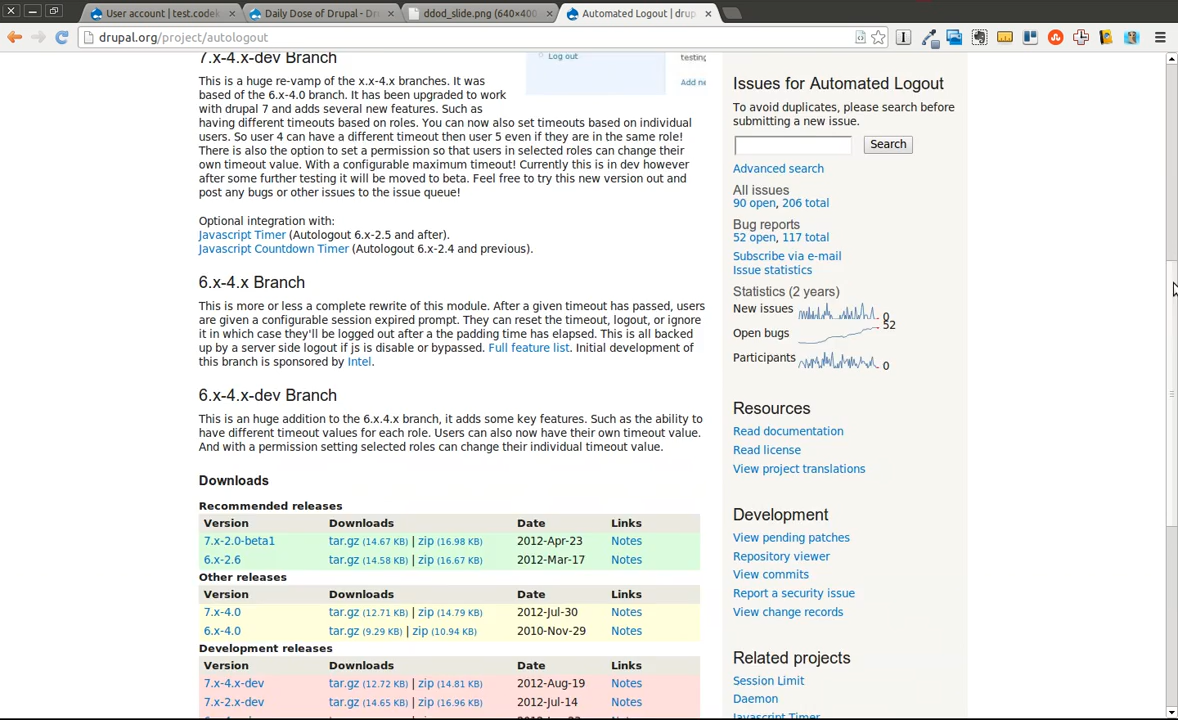 User account | test.codek
Daily Dose of Drupal - Dr
ddod_slide.png (640×400
Automated Logout | drup
drupal.org/project/autologout
7.x-4.x-dev Branch
This is a huge re-vamp of the x.x-4.x branches. It was
based of the 6.x-4.0 branch. It has been upgraded to work
with drupal 7 and adds several new features. Such as
having different timeouts based on roles. You can now also set timeouts based on individual
users. So user 4 can have a different timeout then user 5 even if they are in the same role!
There is also the option to set a permission so that users in selected roles can change their
own timeout value. With a configurable maximum timeout! Currently this is in dev however
after some further testing it will be moved to beta. Feel free to try this new version out and
post any bugs or other issues to the issue queue!
Log out
testing
Add ne
Optional integration with:
Javascript Timer (Autologout 6.x-2.5 and after).
Javascript Countdown Timer (Autologout 6.x-2.4 and previous).
6.x-4.x Branch
This is more or less a complete rewrite of this module. After a given timeout has passed, users
are given a configurable session expired prompt. They can reset the timeout, logout, or ignore
it in which case they'll be logged out after a the padding time has elapsed. This is all backed
up by a server side logout if js is disable or bypassed. Full feature list. Initial development of
this branch is sponsored by Intel.
6.x-4.x-dev Branch
This is an huge addition to the 6.x.4.x branch, it adds some key features. Such as the ability to
have different timeout values for each role. Users can also now have their own timeout value.
And with a permission setting selected roles can change their individual timeout value.
Downloads
Recommended releases
Version Downloads Date Links
7.x-2.0-beta1 tar.gz (14.67 KB) | zip (16.98 KB) 2012-Apr-23 Notes
6.x-2.6 tar.gz (14.58 KB) | zip (16.67 KB) 2012-Mar-17 Notes
Other releases
Version Downloads Date Links
7.x-4.0 tar.gz (12.71 KB) | zip (14.79 KB) 2012-Jul-30 Notes
6.x-4.0 tar.gz (9.29 KB) | zip (10.94 KB) 2010-Nov-29 Notes
Development releases
Version Downloads Date Links
7.x-4.x-dev tar.gz (12.72 KB) | zip (14.81 KB) 2012-Aug-19 Notes
7.x-2.x-dev tar.gz (14.65 KB) | zip (16.96 KB) 2012-Jul-14 Notes
Issues for Automated Logout
To avoid duplicates, please search before
submitting a new issue.
Search
Advanced search
All issues
90 open, 206 total
Bug reports
52 open, 117 total
Subscribe via e-mail
Issue statistics
Statistics (2 years)
New issues 0
Open bugs 52
Participants 0
Resources
Read documentation
Read license
View project translations
Development
View pending patches
Repository viewer
View commits
Report a security issue
View change records
Related projects
Session Limit
Daemon
Javascript Timer